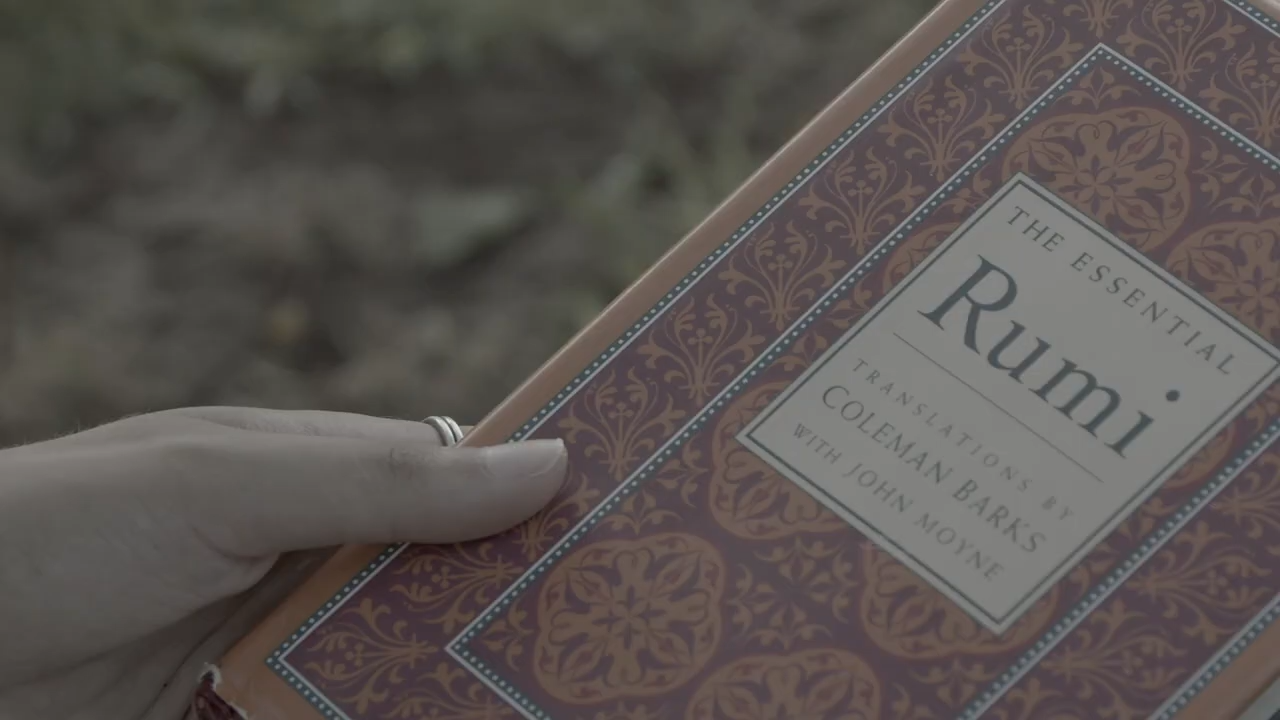 THE ESSENTIAL
Rumi
TRANSLATIONS BY
COLEMAN BARKS
WITH JOHN MOYNE